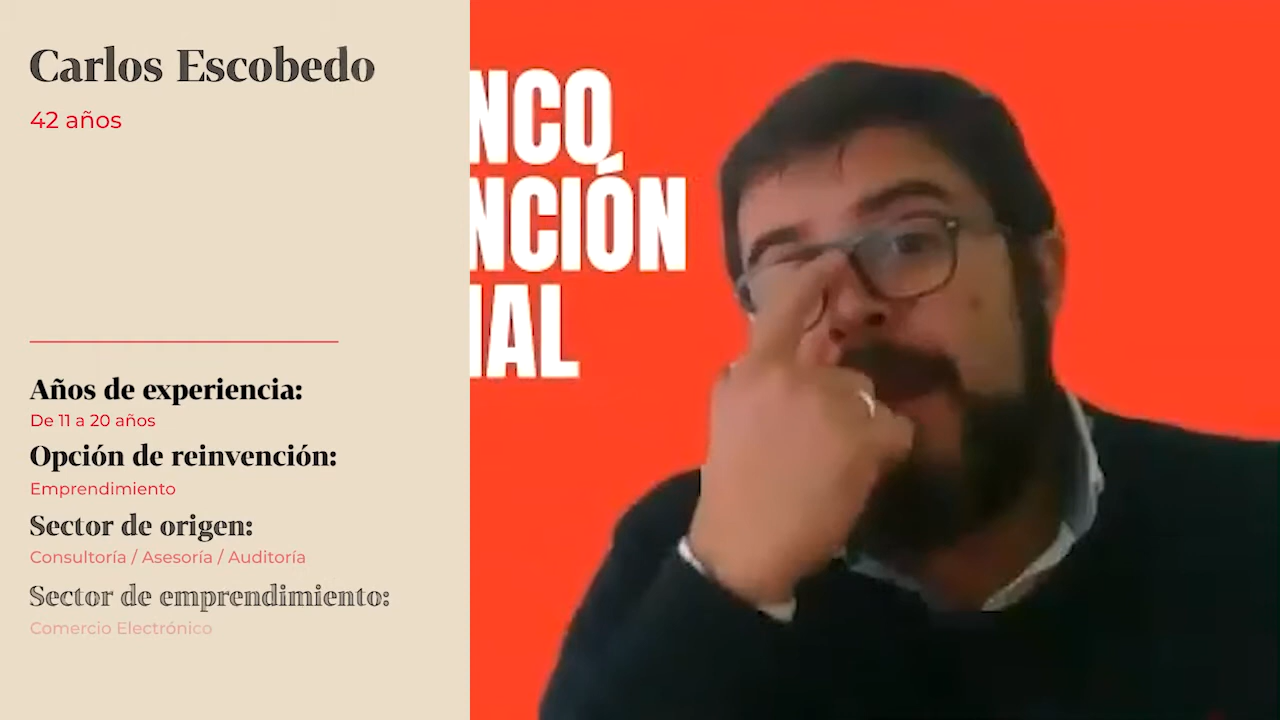 Carlos Escobedo
42 años
Años de experiencia:
De 11 a 20 años
Opción de reinvención:
Emprendimiento
Sector de origen:
Consultoría / Asesoría / Auditoría
Sector de emprendimiento:
Comercio Electrónico
NCO
NCIÓN
IAL